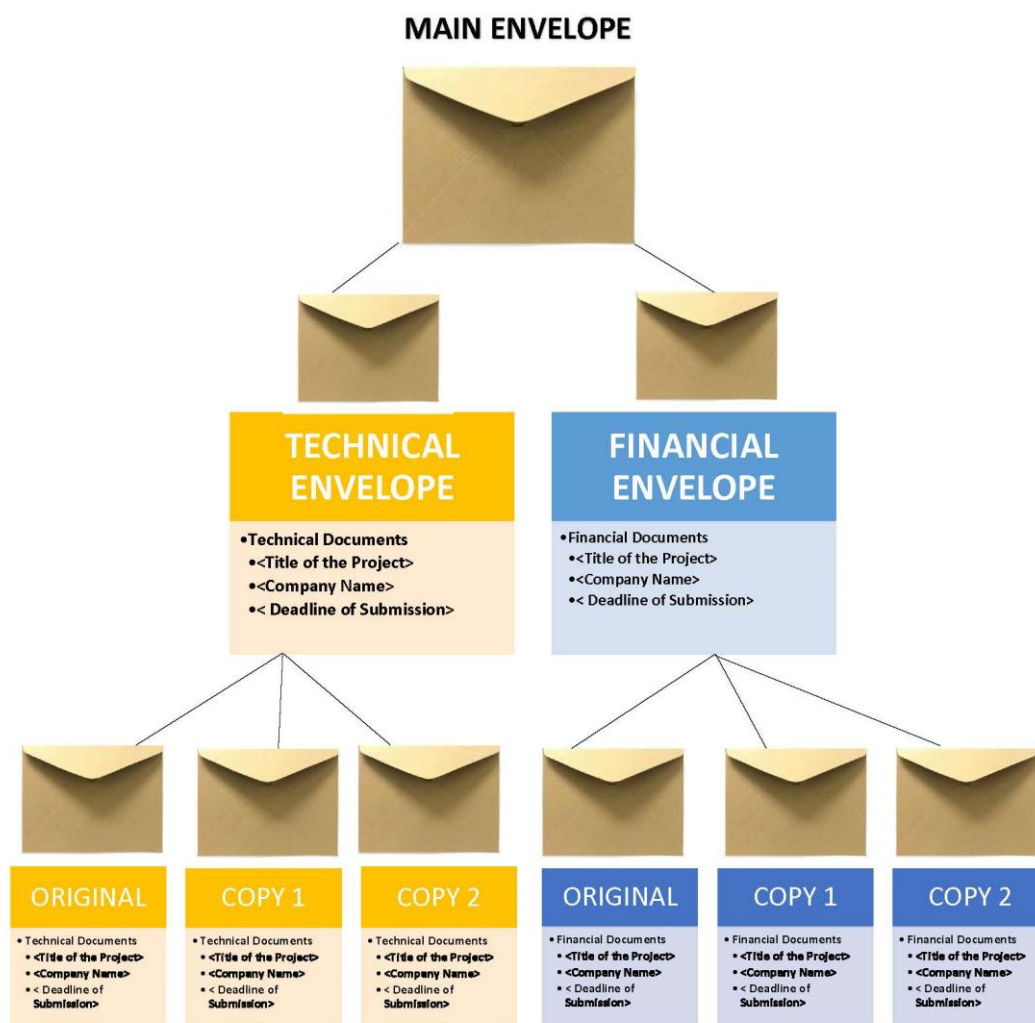 MAIN ENVELOPE
TECHNICAL
ENVELOPE
•Technical Documents
•<Title of the Project>
•<Company Name>
•< Deadline of Submission>
FINANCIAL
ENVELOPE
•Financial Documents
•<Title of the Project>
•<Company Name>
•< Deadline of Submission>
ORIGINAL
• Technical Documents
• <Title of the Project>
• <Company Name>
• < Deadline of
Submission>
COPY 1
• Technical Documents
• <Title of the Project>
• <Company Name>
• < Deadline of
Submission>
COPY 2
• Technical Documents
• <Title of the Project>
• <Company Name>
• < Deadline of
Submission>
ORIGINAL
• Financial Documents
• <Title of the Project>
• <Company Name>
• < Deadline of
Submission>
COPY 1
• Financial Documents
• <Title of the Project>
• <Company Name>
• < Deadline of
Submission>
COPY 2
• Financial Documents
• <Title of the Project>
• <Company Name>
• < Deadline of
Submission>